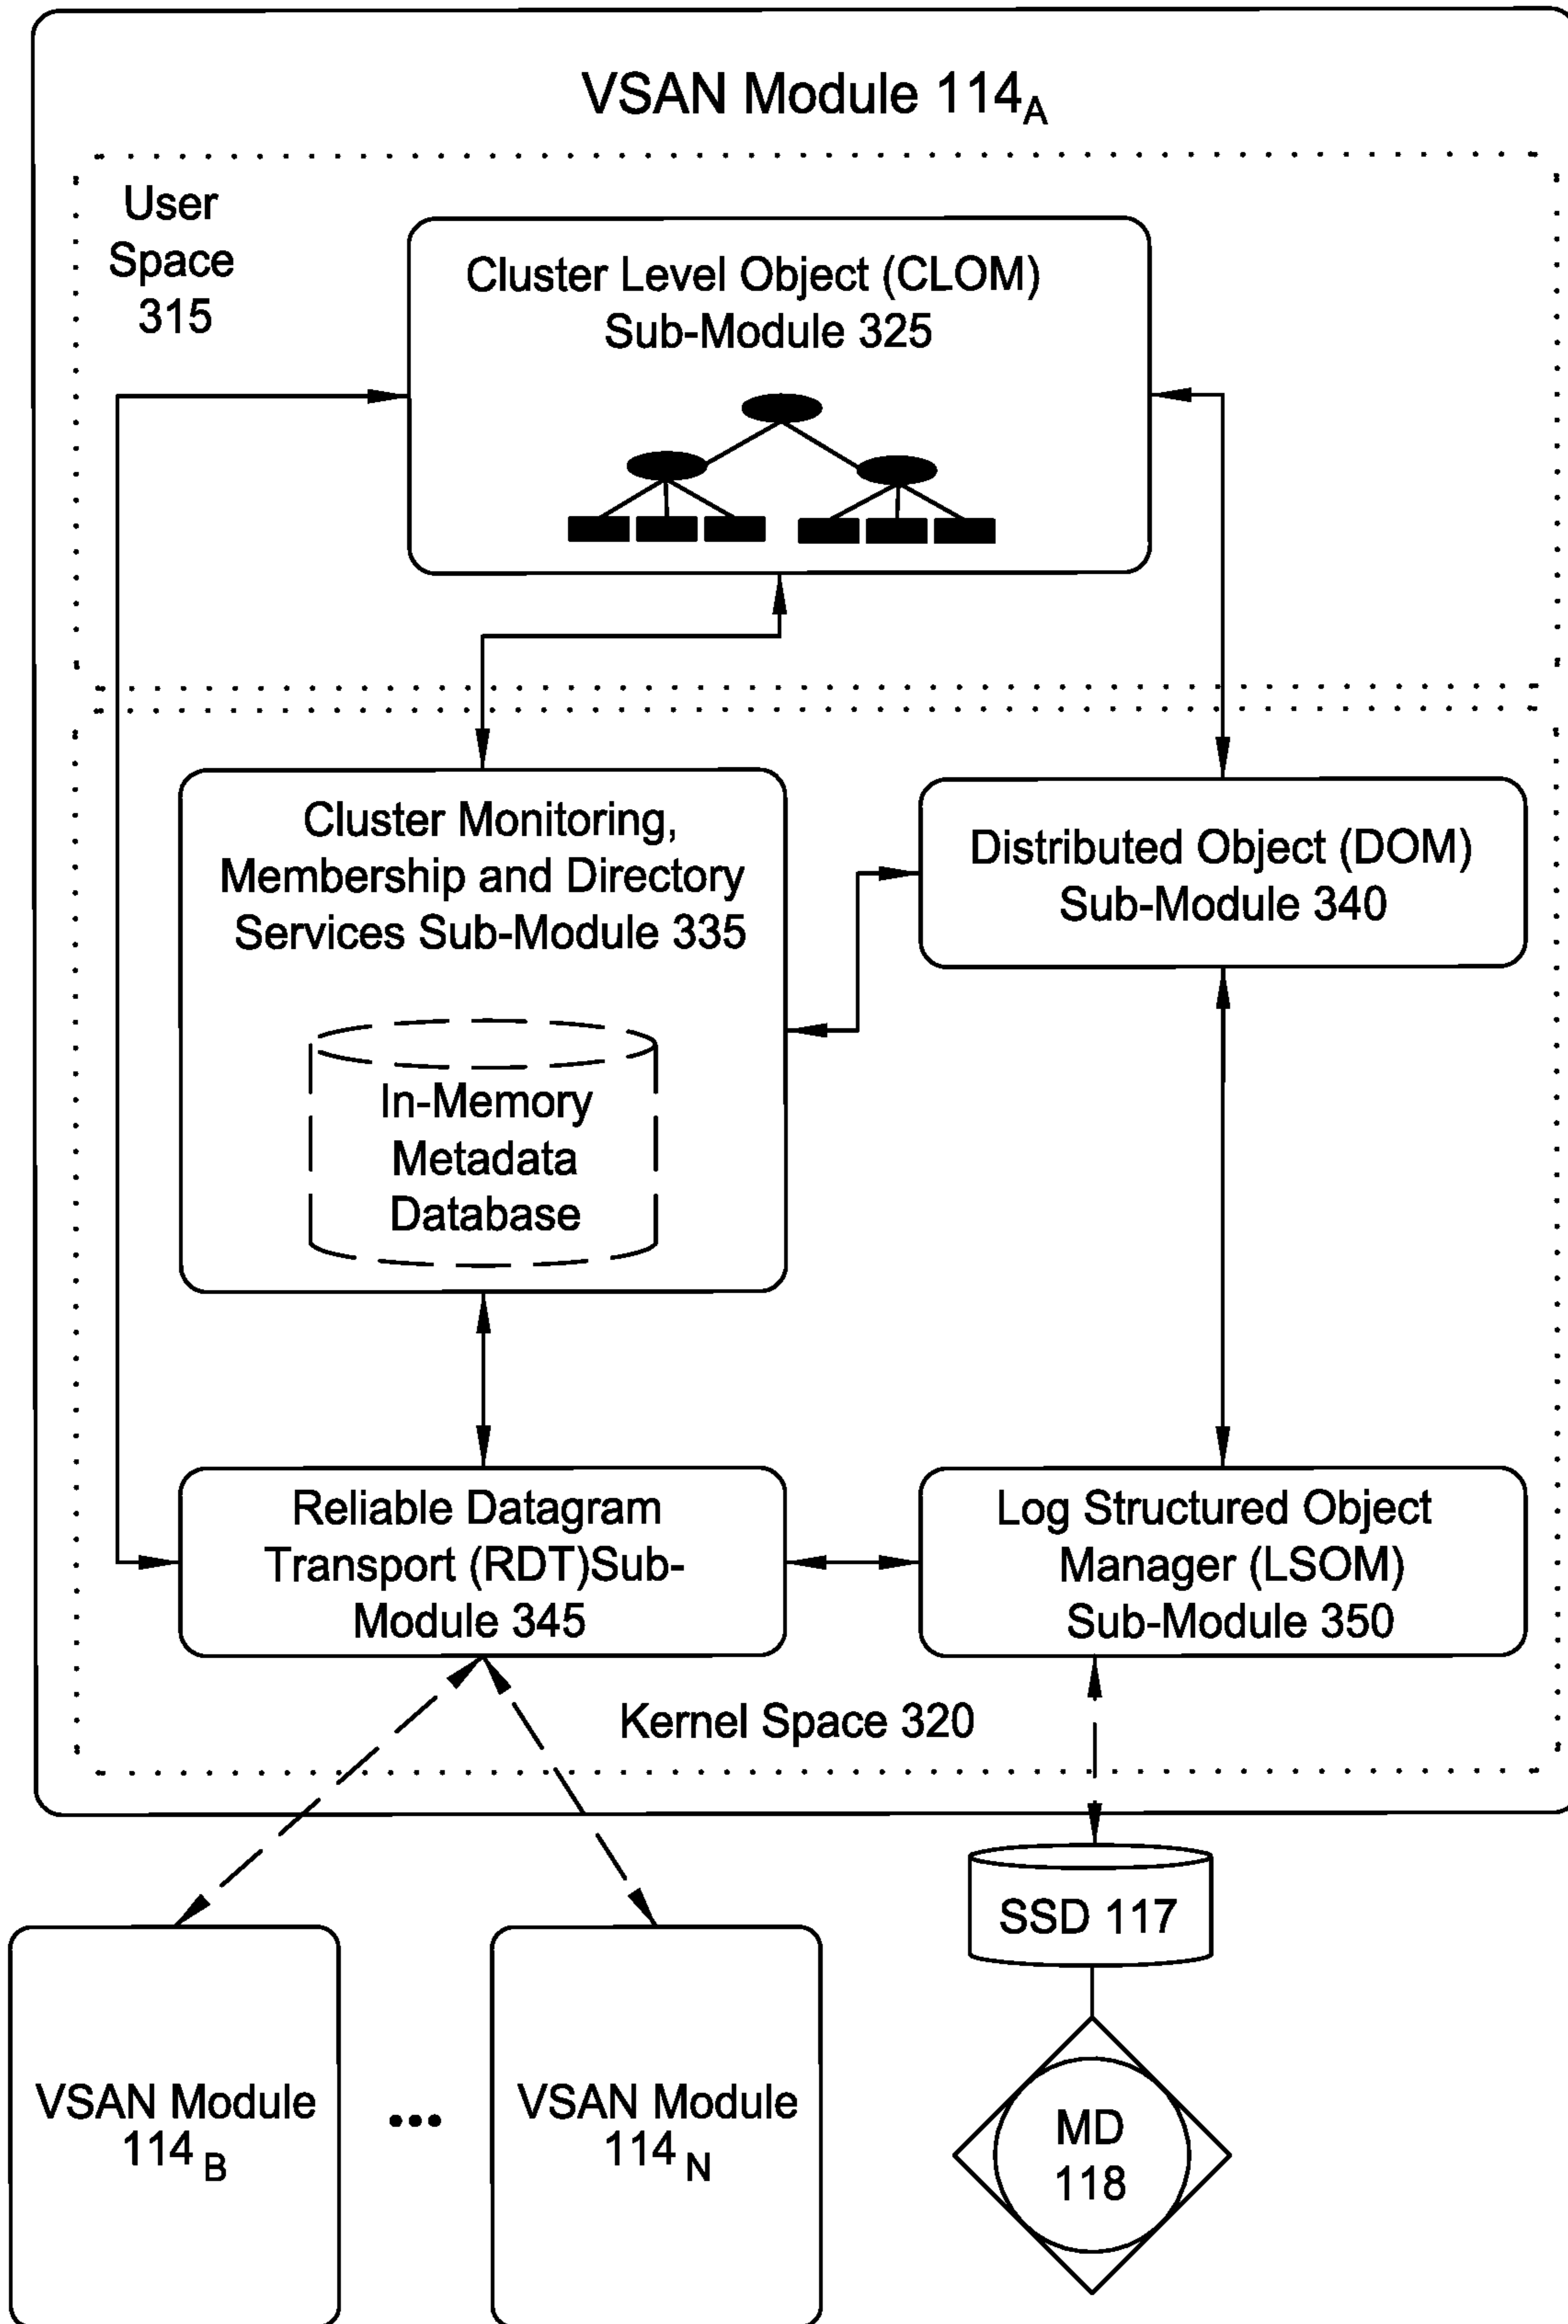 VSAN Module 114A
User
Space
315
Cluster Level Object (CLOM)
Sub-Module 325
Cluster Monitoring,
Membership and Directory
Services Sub-Module 335
In-Memory
Metadata
Database
Distributed Object (DOM)
Sub-Module 340
Reliable Datagram
Transport (RDT)Sub-
Module 345
Log Structured Object
Manager (LSOM)
Sub-Module 350
Kernel Space 320
SSD 117
VSAN Module
114 B
...
VSAN Module
114 N
MD
118